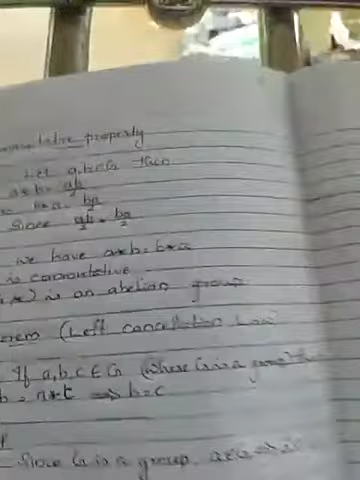 property
Let a,b∈G then
a*b= ab/2
b*a= ba/2
Since ab/2 = ba/2
we have a*b=b*a
is commutative
*) is an abelian group
(Left cancellation Law
If a,b,c∈G (where G is a group)
b = a*c ⇒ b=c
Since G is a group,